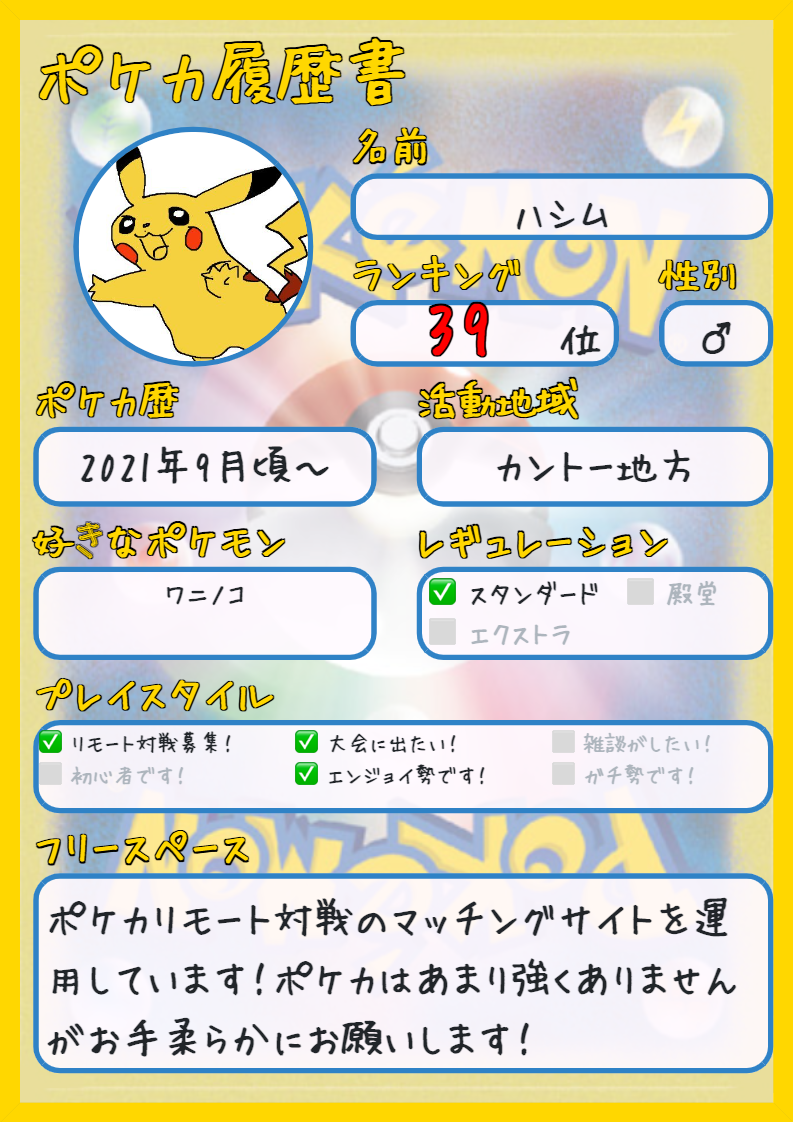 ポケカ履歴書
名前
ハシム
ランキング
39 位
性別
♂
ポケカ歴
2021年9月頃〜
活動地域
カントー地方
好きなポケモン
ワニノコ
レギュレーション
✅ スタンダード 殿堂
エクストラ
プレイスタイル
✅ リモート対戦募集! ✅ 大会に出たい! 雑談がしたい!
初心者です! ✅ エンジョイ勢です! ガチ勢です!
フリースペース
ポケカリモート対戦のマッチングサイトを運
用しています!ポケカはあまり強くありません
がお手柔らかにお願いします!
POKéMON
POKéMON